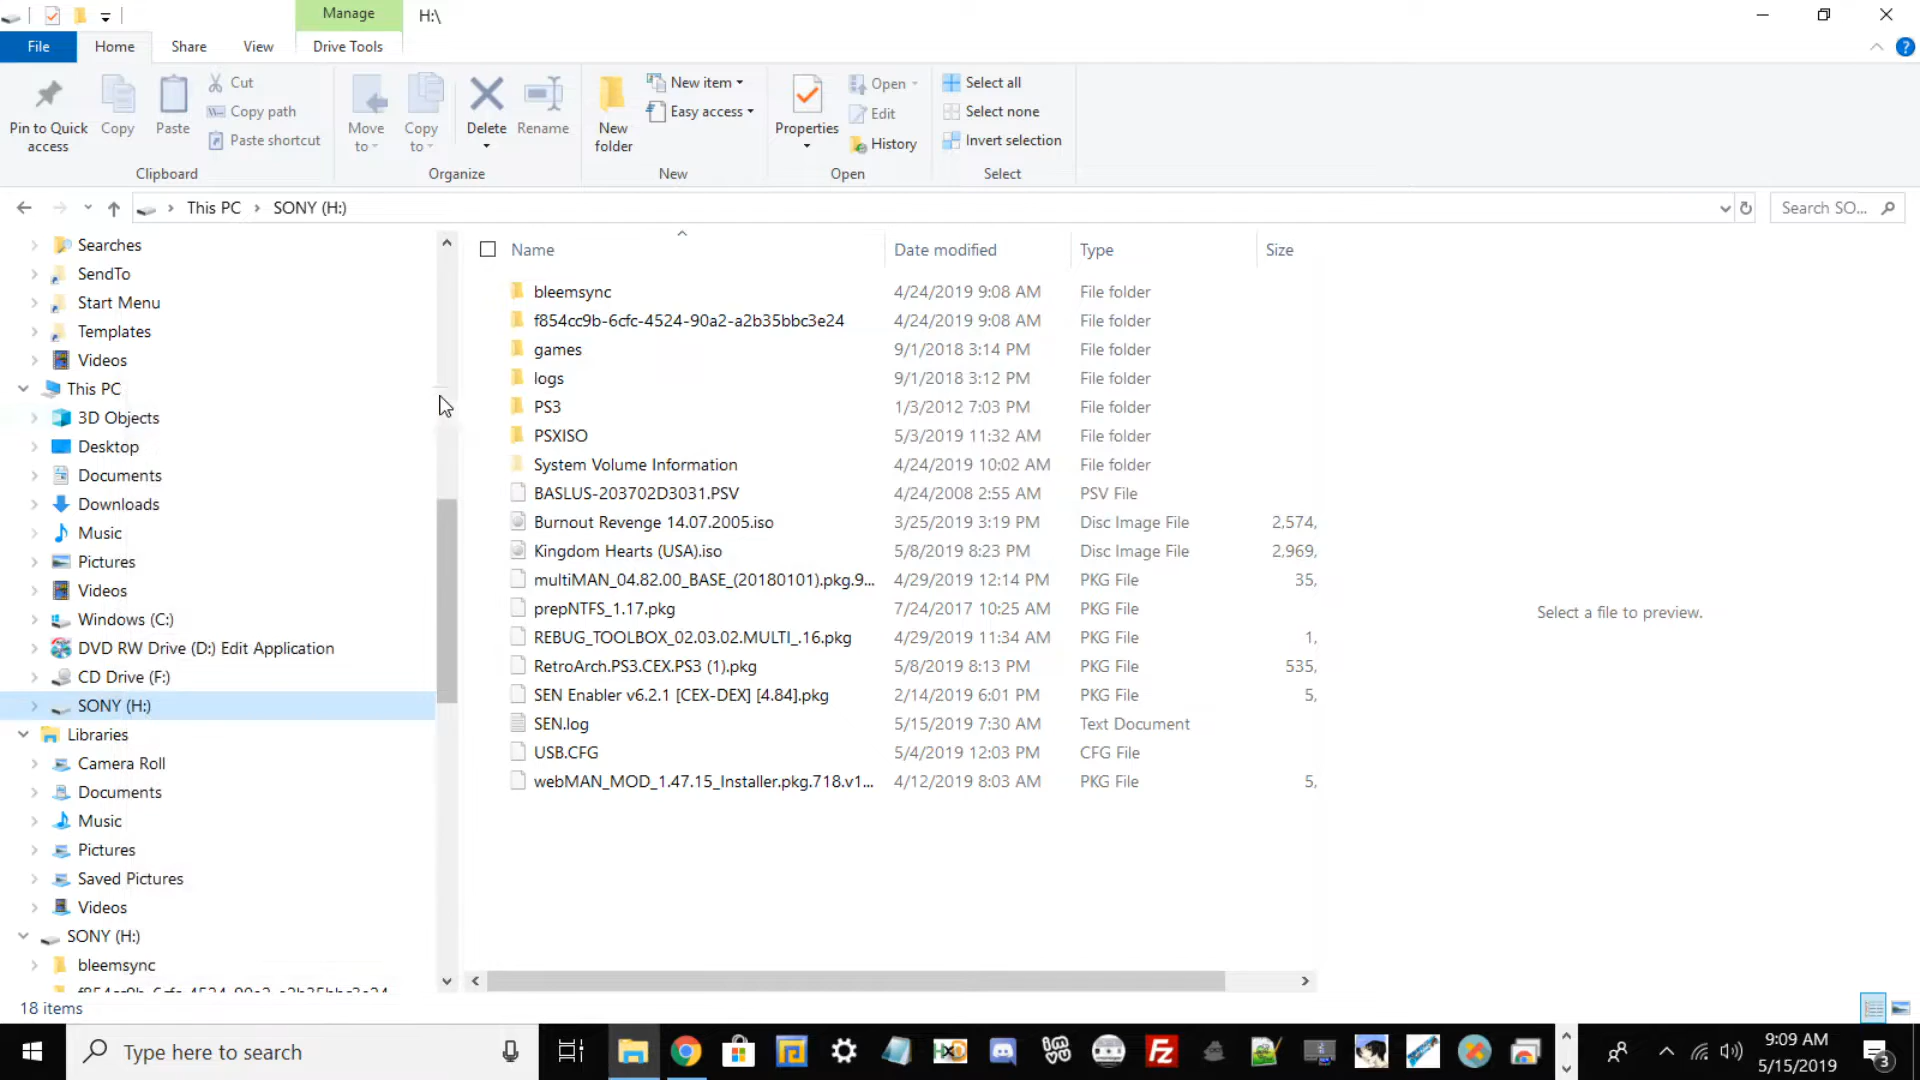 Manage
H:\
File
Home
Share
View
Drive Tools
Pin to Quick access
Copy
Paste
Cut
Copy path
Paste shortcut
Clipboard
Move to
Copy to
Delete
Rename
Organize
New folder
New item
Easy access
New
Properties
Open
Edit
History
Open
Select all
Select none
Invert selection
Select
This PC > SONY (H:)
Search SO...
Searches
SendTo
Start Menu
Templates
Videos
This PC
3D Objects
Desktop
Documents
Downloads
Music
Pictures
Videos
Windows (C:)
DVD RW Drive (D:) Edit Application
CD Drive (F:)
SONY (H:)
Libraries
Camera Roll
Documents
Music
Pictures
Saved Pictures
Videos
SONY (H:)
bleemsync
f854cc9b-6cfc-4524-90a2-a2b35bbc3e24
Name Date modified Type Size
bleemsync 4/24/2019 9:08 AM File folder
f854cc9b-6cfc-4524-90a2-a2b35bbc3e24 4/24/2019 9:08 AM File folder
games 9/1/2018 3:14 PM File folder
logs 9/1/2018 3:12 PM File folder
PS3 1/3/2012 7:03 PM File folder
PSXISO 5/3/2019 11:32 AM File folder
System Volume Information 4/24/2019 10:02 AM File folder
BASLUS-203702D3031.PSV 4/24/2008 2:55 AM PSV File
Burnout Revenge 14.07.2005.iso 3/25/2019 3:19 PM Disc Image File 2,574,
Kingdom Hearts (USA).iso 5/8/2019 8:23 PM Disc Image File 2,969,
multiMAN_04.82.00_BASE_(20180101).pkg.9... 4/29/2019 12:14 PM PKG File 35,
prepNTFS_1.17.pkg 7/24/2017 10:25 AM PKG File
REBUG_TOOLBOX_02.03.02.MULTI_.16.pkg 4/29/2019 11:34 AM PKG File 1,
RetroArch.PS3.CEX.PS3 (1).pkg 5/8/2019 8:13 PM PKG File 535,
SEN Enabler v6.2.1 [CEX-DEX] [4.84].pkg 2/14/2019 6:01 PM PKG File 5,
SEN.log 5/15/2019 7:30 AM Text Document
USB.CFG 5/4/2019 12:03 PM CFG File
webMAN_MOD_1.47.15_Installer.pkg.718.v1... 4/12/2019 8:03 AM PKG File 5,
Select a file to preview.
18 items
Type here to search
9:09 AM
5/15/2019
3